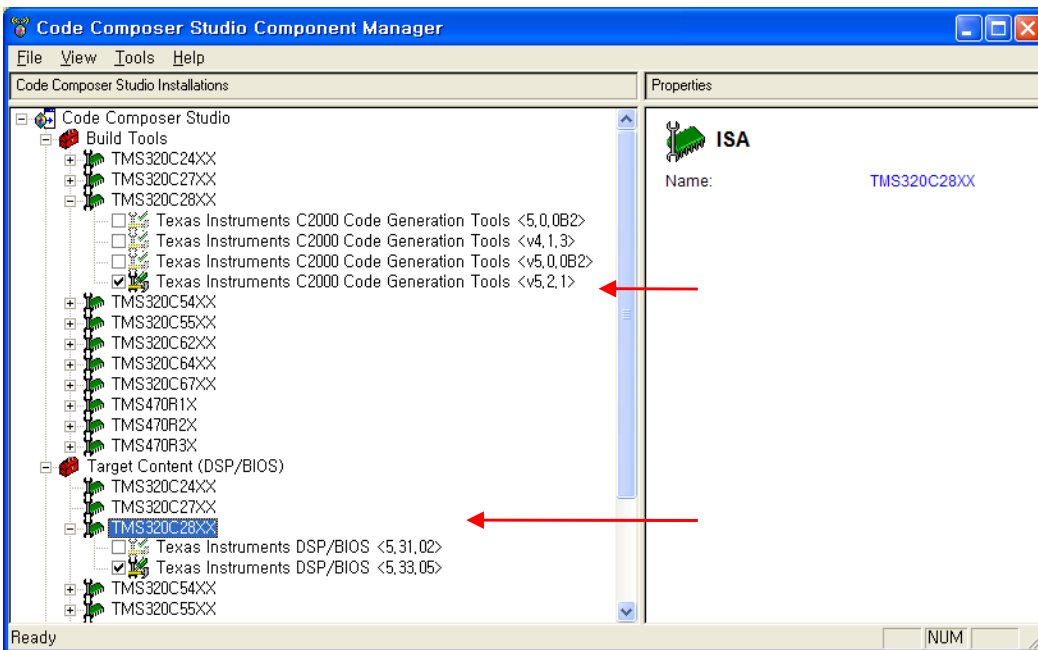 Code Composer Studio Component Manager
File View Tools Help
Code Composer Studio Installations
Properties
Code Composer Studio
Build Tools
TMS320C24XX
TMS320C27XX
TMS320C28XX
Texas Instruments C2000 Code Generation Tools <5,0,0B2>
Texas Instruments C2000 Code Generation Tools <v4,1,3>
Texas Instruments C2000 Code Generation Tools <v5,0,0B2>
Texas Instruments C2000 Code Generation Tools <v5,2,1>
TMS320C54XX
TMS320C55XX
TMS320C62XX
TMS320C64XX
TMS320C67XX
TMS470R1X
TMS470R2X
TMS470R3X
Target Content (DSP/BIOS)
TMS320C24XX
TMS320C27XX
TMS320C28XX
Texas Instruments DSP/BIOS <5,31,02>
Texas Instruments DSP/BIOS <5,33,05>
TMS320C54XX
TMS320C55XX
ISA
Name: TMS320C28XX
Ready NUM